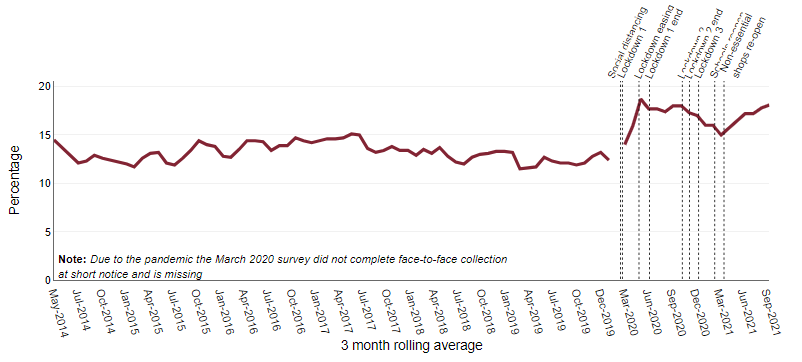 Social distancing
Lockdown 1
Lockdown easing
Lockdown 1 end
Lockdown 2
Lockdown 2 end
Lockdown 3
Schools reopen
Non-essential
shops re-open
20
15
10
5
0
Percentage
Note: Due to the pandemic the March 2020 survey did not complete face-to-face collection
at short notice and is missing
May-2014
Jul-2014
Oct-2014
Jan-2015
Apr-2015
Jul-2015
Oct-2015
Jan-2016
Apr-2016
Jul-2016
Oct-2016
Jan-2017
Apr-2017
Jul-2017
Oct-2017
Jan-2018
Apr-2018
Jul-2018
Oct-2018
Jan-2019
Apr-2019
Jul-2019
Oct-2019
Dec-2019
Mar-2020
Jun-2020
Sep-2020
Dec-2020
Mar-2021
Jun-2021
Sep-2021
3 month rolling average